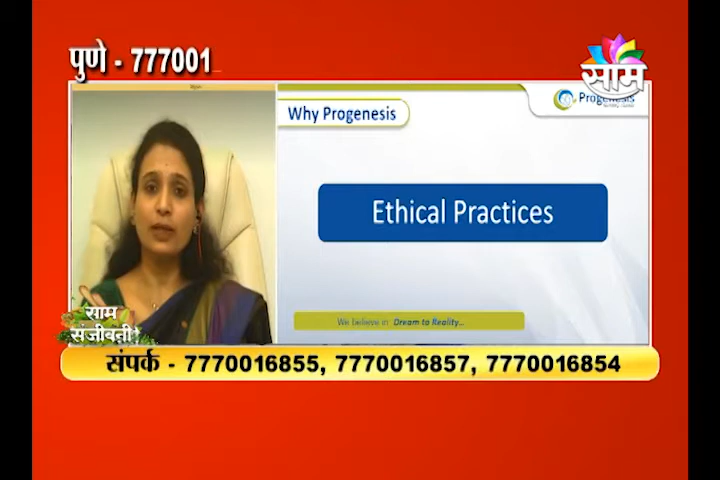 पुणे - 777001
साम
Progenesis
Why Progenesis
Ethical Practices
We believe in Dream to Reality...
साम
संजीवनी
संपर्क - 7770016855, 7770016857, 7770016854